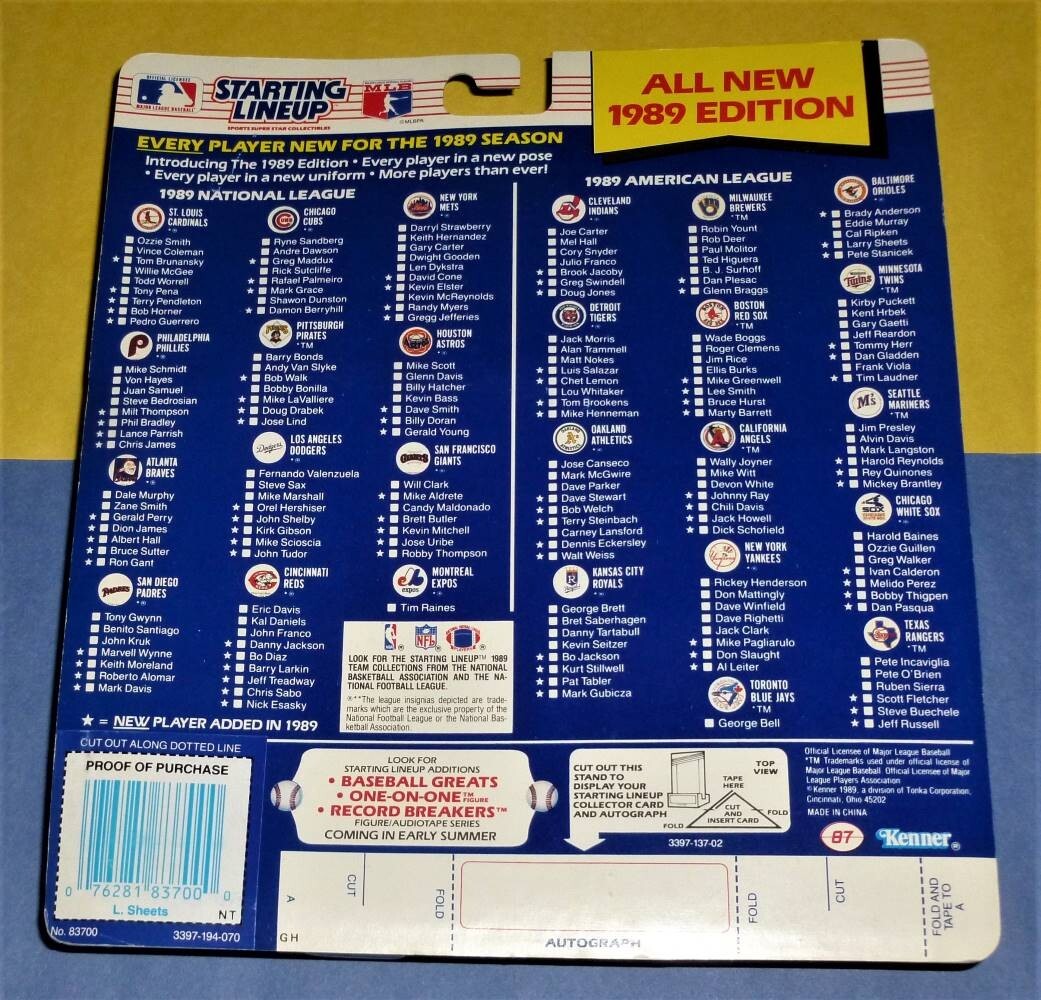 OFFICIAL LICENSEE
MAJOR LEAGUE BASEBALL
STARTING
LINEUP™
SPORTS SUPER STAR COLLECTIBLES
MLB
©MLBPA
ALL NEW
1989 EDITION
EVERY PLAYER NEW FOR THE 1989 SEASON
Introducing The 1989 Edition • Every player in a new pose
• Every player in a new uniform • More players than ever!
1989 NATIONAL LEAGUE
ST. LOUIS
CARDINALS
Ozzie Smith
Vince Coleman
★ Tom Brunansky
Willie McGee
Todd Worrell
★ Tony Pena
★ Terry Pendleton
★ Bob Horner
★ Pedro Guerrero
PHILADELPHIA
PHILLIES
Mike Schmidt
Von Hayes
Juan Samuel
Steve Bedrosian
★ Milt Thompson
★ Phil Bradley
★ Lance Parrish
★ Chris James
ATLANTA
BRAVES
Dale Murphy
Zane Smith
★ Gerald Perry
★ Dion James
★ Albert Hall
★ Bruce Sutter
★ Ron Gant
SAN DIEGO
PADRES
Tony Gwynn
Benito Santiago
John Kruk
★ Marvell Wynne
★ Keith Moreland
★ Roberto Alomar
★ Mark Davis
★ = NEW PLAYER ADDED IN 1989
CHICAGO
CUBS
Ryne Sandberg
Andre Dawson
★ Greg Maddux
Rick Sutcliffe
★ Rafael Palmeiro
★ Mark Grace
Shawon Dunston
★ Damon Berryhill
PITTSBURGH
PIRATES
*TM
Barry Bonds
Andy Van Slyke
★ Bob Walk
Bobby Bonilla
★ Mike LaValliere
★ Doug Drabek
★ Jose Lind
LOS ANGELES
DODGERS
Fernando Valenzuela
Steve Sax
Mike Marshall
★ Orel Hershiser
★ John Shelby
★ Kirk Gibson
★ Mike Scioscia
★ John Tudor
CINCINNATI
REDS
Eric Davis
Kal Daniels
John Franco
★ Danny Jackson
★ Bo Diaz
★ Barry Larkin
★ Jeff Treadway
★ Chris Sabo
★ Nick Esasky
NEW YORK
METS
Darryl Strawberry
Keith Hernandez
Gary Carter
Dwight Gooden
Len Dykstra
★ David Cone
★ Kevin Elster
Kevin McReynolds
★ Randy Myers
★ Gregg Jefferies
HOUSTON
ASTROS
Mike Scott
Glenn Davis
Billy Hatcher
Kevin Bass
★ Dave Smith
★ Billy Doran
★ Gerald Young
SAN FRANCISCO
GIANTS
Will Clark
★ Mike Aldrete
Candy Maldonado
★ Brett Butler
★ Kevin Mitchell
★ Jose Uribe
★ Robby Thompson
MONTREAL
EXPOS
Tim Raines
NBA
NFL
LOOK FOR THE STARTING LINEUP™ 1989
TEAM COLLECTIONS FROM THE NATIONAL
BASKETBALL ASSOCIATION AND THE NA-
TIONAL FOOTBALL LEAGUE.
®**The league insignias depicted are trade-
marks which are the exclusive property of the
National Football League or the National Bas-
ketball Association.
1989 AMERICAN LEAGUE
CLEVELAND
INDIANS
Joe Carter
Mel Hall
Cory Snyder
Julio Franco
★ Brook Jacoby
★ Greg Swindell
★ Doug Jones
DETROIT
TIGERS
Jack Morris
Alan Trammell
Matt Nokes
★ Luis Salazar
★ Chet Lemon
Lou Whitaker
★ Tom Brookens
★ Mike Henneman
OAKLAND
ATHLETICS
Jose Canseco
Mark McGwire
Dave Parker
★ Dave Stewart
★ Bob Welch
★ Terry Steinbach
Carney Lansford
★ Dennis Eckersley
★ Walt Weiss
KANSAS CITY
ROYALS
George Brett
Bret Saberhagen
Danny Tartabull
Kevin Seitzer
★ Bo Jackson
★ Kurt Stillwell
★ Pat Tabler
★ Mark Gubicza
MILWAUKEE
BREWERS
*TM
Robin Yount
Rob Deer
Paul Molitor
Ted Higuera
B. J. Surhoff
★ Dan Plesac
★ Glenn Braggs
BOSTON
RED SOX
*TM
Wade Boggs
Roger Clemens
Jim Rice
Ellis Burks
★ Mike Greenwell
★ Lee Smith
★ Bruce Hurst
★ Marty Barrett
CALIFORNIA
ANGELS
*TM
Wally Joyner
Mike Witt
Devon White
★ Johnny Ray
★ Chili Davis
★ Jack Howell
★ Dick Schofield
NEW YORK
YANKEES
Rickey Henderson
Don Mattingly
Dave Winfield
Dave Righetti
Jack Clark
★ Mike Pagliarulo
★ Don Slaught
★ Al Leiter
TORONTO
BLUE JAYS
*TM
George Bell
BALTIMORE
ORIOLES
★ Brady Anderson
Eddie Murray
Cal Ripken
★ Larry Sheets
★ Pete Stanicek
MINNESOTA
TWINS
*TM
Kirby Puckett
Kent Hrbek
Gary Gaetti
Jeff Reardon
★ Tommy Herr
★ Dan Gladden
Frank Viola
★ Tim Laudner
SEATTLE
MARINERS
*TM
Jim Presley
Alvin Davis
Mark Langston
★ Harold Reynolds
★ Rey Quinones
★ Mickey Brantley
CHICAGO
WHITE SOX
Harold Baines
Ozzie Guillen
Greg Walker
★ Ivan Calderon
★ Melido Perez
★ Bobby Thigpen
★ Dan Pasqua
TEXAS
RANGERS
*TM
Pete Incaviglia
Pete O'Brien
Ruben Sierra
★ Scott Fletcher
★ Steve Buechele
★ Jeff Russell
CUT OUT ALONG DOTTED LINE
PROOF OF PURCHASE
0 76281 83700 0
L. Sheets
NT
No. 83700
3397-194-070
LOOK FOR
STARTING LINEUP ADDITIONS
• BASEBALL GREATS
• ONE-ON-ONE™ FIGURE
• RECORD BREAKERS™
FIGURE/AUDIOTAPE SERIES
COMING IN EARLY SUMMER
CUT OUT THIS
STAND TO
DISPLAY YOUR
STARTING LINEUP
COLLECTOR CARD
AND AUTOGRAPH
TOP
VIEW
TAPE
HERE
CUT
AND
INSERT CARD
FOLD
FOLD
3397-137-02
Official Licensee of Major League Baseball
*TM Trademarks used under official license of
Major League Baseball. Official Licensee of Major
League Players Association
©Kenner 1989, a division of Tonka Corporation,
Cincinnati, Ohio 45202
MADE IN CHINA
87
Kenner®
A
CUT
FOLD
GH
AUTOGRAPH
FOLD
CUT
FOLD AND
TAPE TO
A